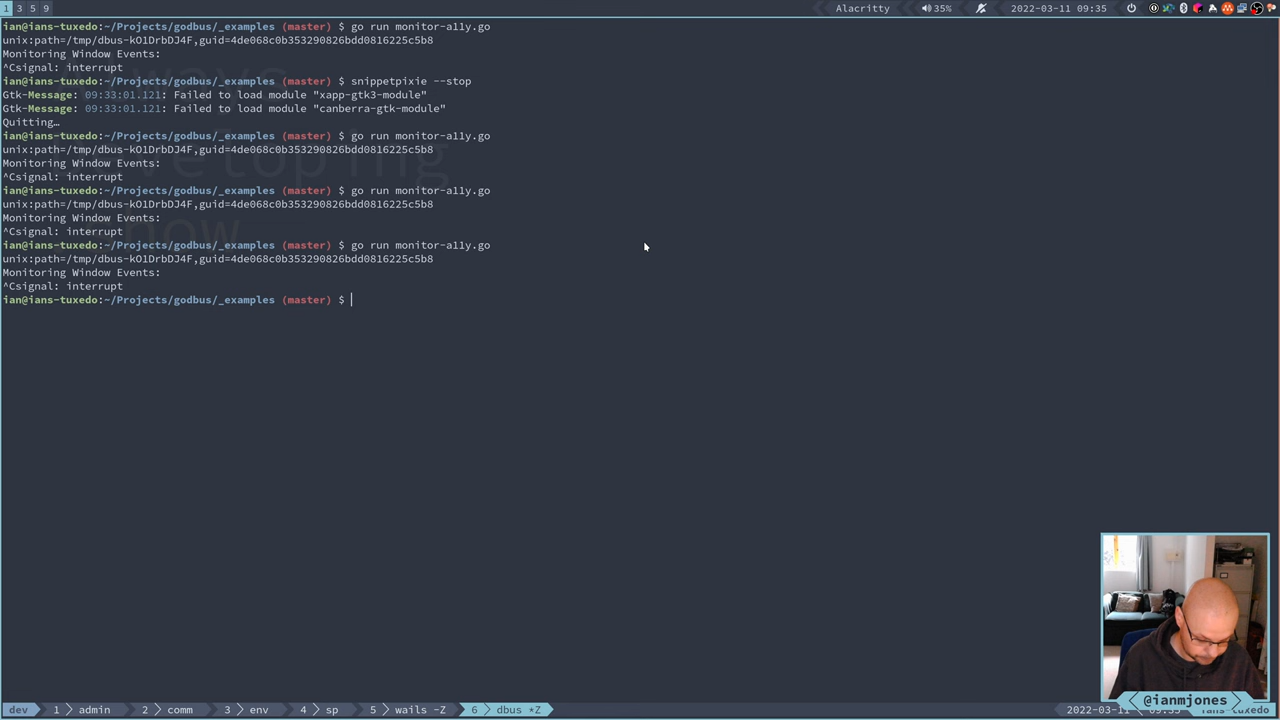 1 3 5 9
Alacritty 35% 2022-03-11 09:35
ian@ians-tuxedo:~/Projects/godbus/_examples (master) $ go run monitor-a11y.go
unix:path=/tmp/dbus-kO1DrbDJ4F,guid=4de068c0b353290826bdd0816225c5b8
Monitoring Window Events:
^Csignal: interrupt
ian@ians-tuxedo:~/Projects/godbus/_examples (master) $ snippetpixie --stop
Gtk-Message: 09:33:01.121: Failed to load module "xapp-gtk3-module"
Gtk-Message: 09:33:01.121: Failed to load module "canberra-gtk-module"
Quitting…
ian@ians-tuxedo:~/Projects/godbus/_examples (master) $ go run monitor-a11y.go
unix:path=/tmp/dbus-kO1DrbDJ4F,guid=4de068c0b353290826bdd0816225c5b8
Monitoring Window Events:
^Csignal: interrupt
ian@ians-tuxedo:~/Projects/godbus/_examples (master) $ go run monitor-a11y.go
unix:path=/tmp/dbus-kO1DrbDJ4F,guid=4de068c0b353290826bdd0816225c5b8
Monitoring Window Events:
^Csignal: interrupt
ian@ians-tuxedo:~/Projects/godbus/_examples (master) $ go run monitor-a11y.go
unix:path=/tmp/dbus-kO1DrbDJ4F,guid=4de068c0b353290826bdd0816225c5b8
Monitoring Window Events:
^Csignal: interrupt
ian@ians-tuxedo:~/Projects/godbus/_examples (master) $
@ianmjones
dev 1 admin 2 comm 3 env 4 sp 5 wails -Z 6 dbus *Z 2022-03-11